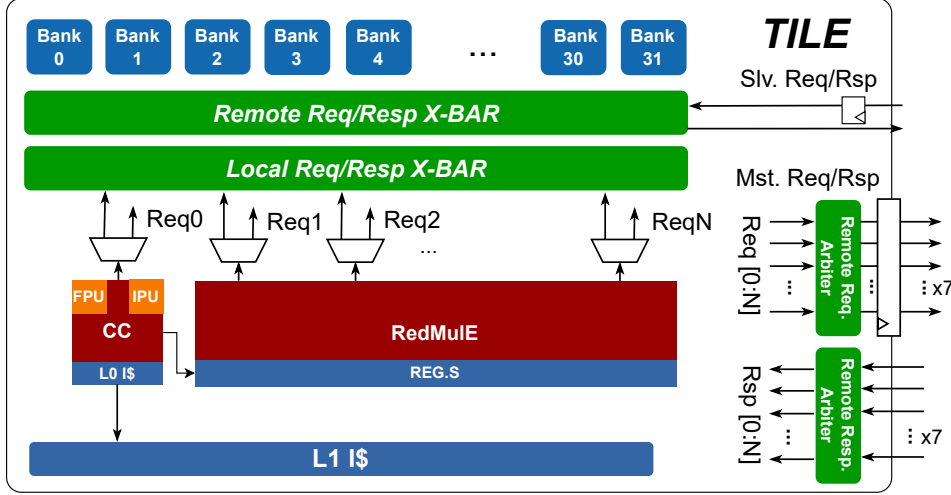 TILE
Bank 0
Bank 1
Bank 2
Bank 3
Bank 4
...
Bank 30
Bank 31
Slv. Req/Rsp
Remote Req/Resp X-BAR
Local Req/Resp X-BAR
Mst. Req/Rsp
Req0
Req1
Req2
...
ReqN
Req [0:N]
...
Remote Req. Arbiter
...
... x7
FPU
IPU
CC
L0 I$
RedMulE
REG.S
Rsp [0:N]
...
Remote Resp. Arbiter
... x7
L1 I$